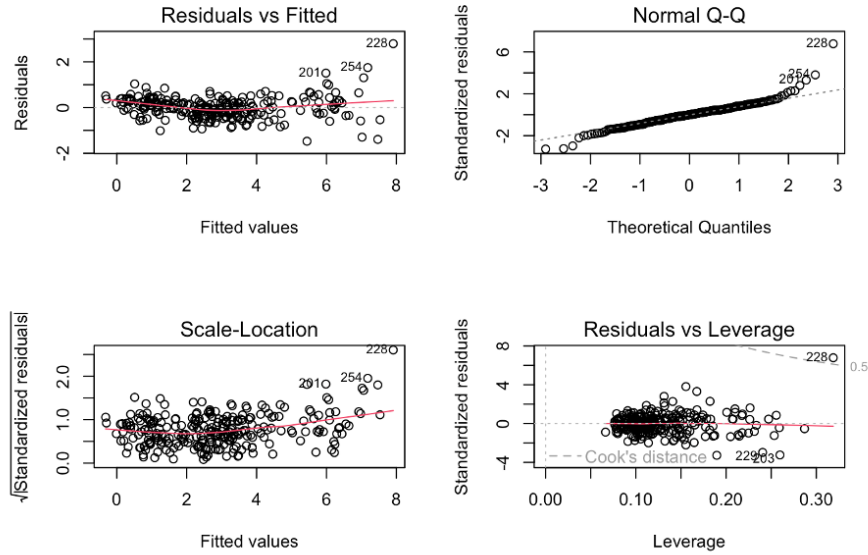 Residuals vs Fitted
Residuals
2
0
-2
228
254
201
0 2 4 6 8
Fitted values
Normal Q-Q
Standardized residuals
6
2
-2
228
254
201
-3 -2 -1 0 1 2 3
Theoretical Quantiles
Scale-Location
√|Standardized residuals|
2.0
1.0
0.0
228
254
201
0 2 4 6 8
Fitted values
Residuals vs Leverage
Standardized residuals
8
4
0
-4
228
0.5
229
203
Cook's distance
0.00 0.10 0.20 0.30
Leverage